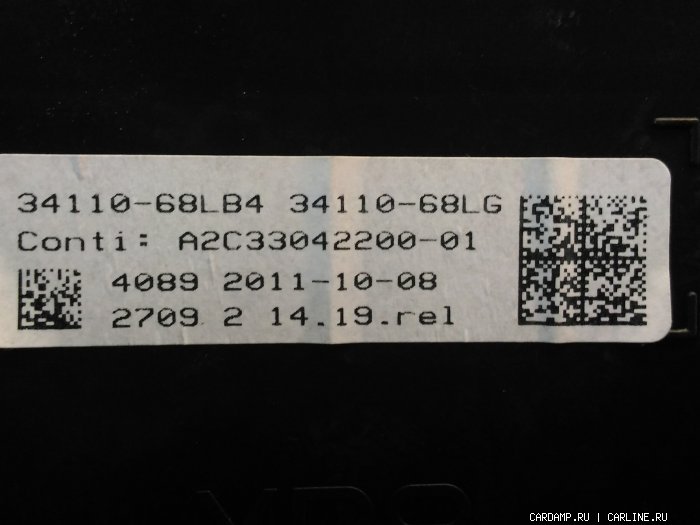 34110-68LB4 34110-68LG
Conti: A2C33042200-01
4089 2011-10-08
2709 2 14.19.rel
VDO
CARDAMP.RU | CARLINE.RU